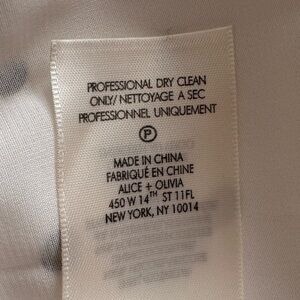 PROFESSIONAL DRY CLEAN
ONLY/ NETTOYAGE A SEC
PROFESSIONNEL UNIQUEMENT
P
MADE IN CHINA
FABRIQUÉ EN CHINE
ALICE + OLIVIA
450 W 14TH ST 11FL
NEW YORK, NY 10014